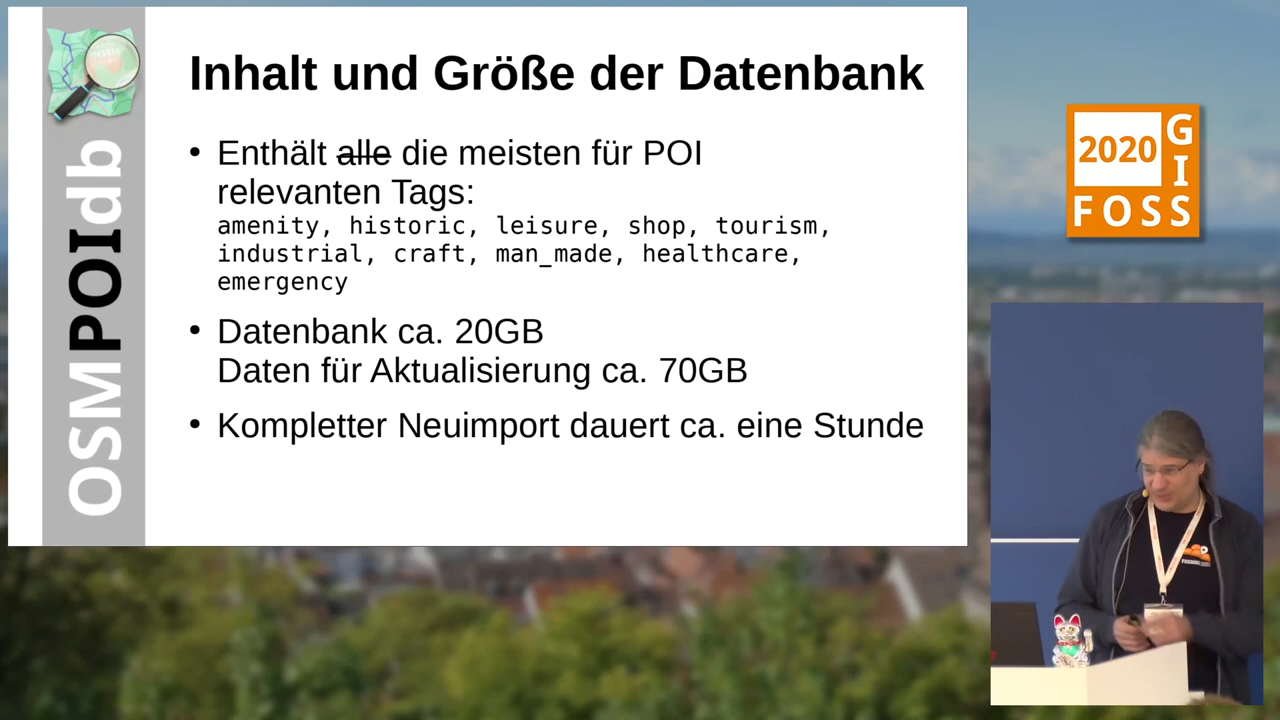 Inhalt und Größe der Datenbank
• Enthält alle die meisten für POI
relevanten Tags:
amenity, historic, leisure, shop, tourism,
industrial, craft, man_made, healthcare,
emergency
• Datenbank ca. 20GB
Daten für Aktualisierung ca. 70GB
• Kompletter Neuimport dauert ca. eine Stunde
OSMPOIdb
2020
GIS
FOSS